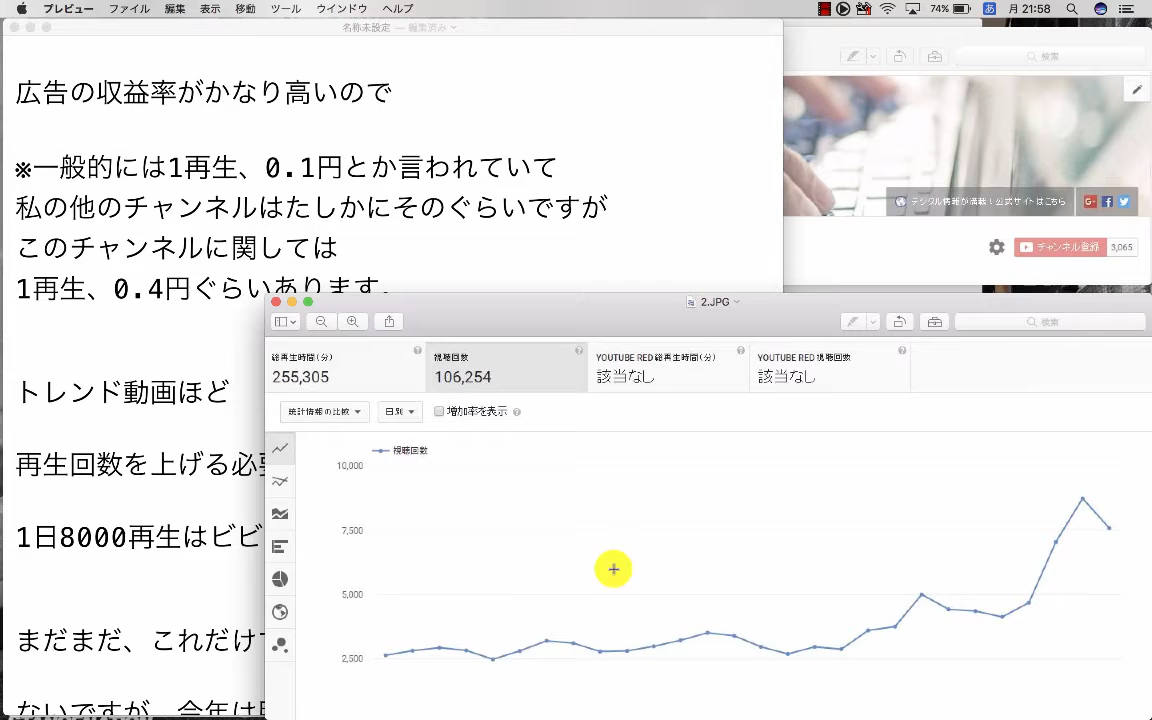 プレビュー ファイル 編集 表示 移動 ツール ウインドウ ヘルプ 74% あ 月21:58
名称未設定 — 編集済み
検索
広告の収益率がかなり高いので
※一般的には1再生、0.1円とか言われていて
私の他のチャンネルはたしかにそのぐらいですが
このチャンネルに関しては
1再生、0.4円ぐらいあります。
デジタル情報が満載！公式サイトはこちら
チャンネル登録 3,065
トレンド動画ほど
再生回数を上げる必要
1日8000再生はビビ
まだまだ、これだけで
ないですが、今年は
2.JPG
検索
総再生時間(分) 視聴回数 YOUTUBE RED 総再生時間(分) YOUTUBE RED 視聴回数
255,305 106,254 該当なし 該当なし
統計情報の比較 日別 増加率を表示
視聴回数
10,000
7,500
5,000
2,500